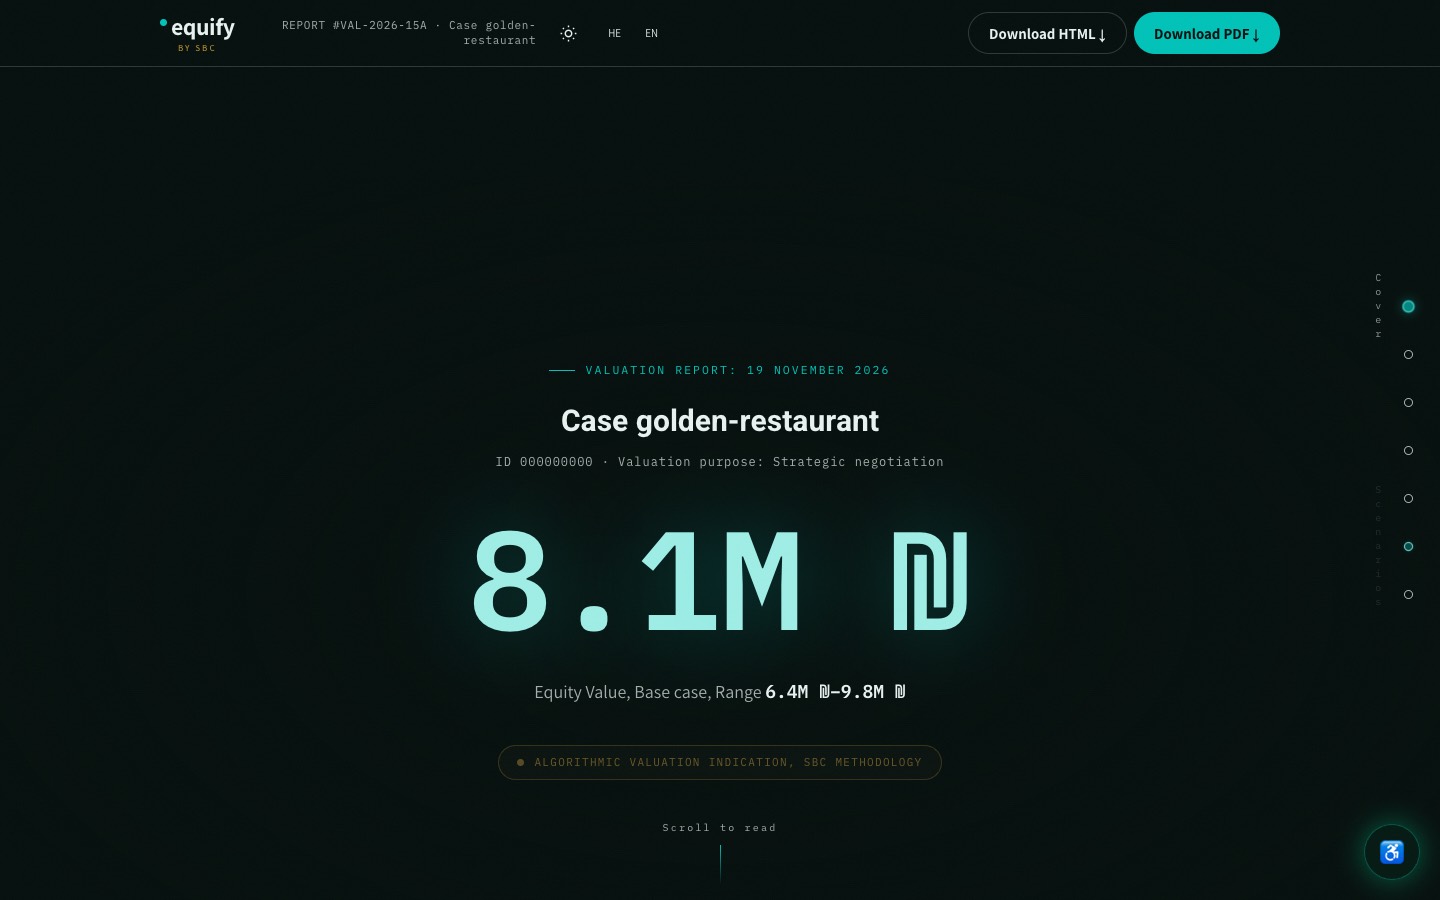 equify
BY SBC
REPORT #VAL-2026-15A · Case golden-
restaurant
HE EN
Download HTML ↓
Download PDF ↓
Cover
VALUATION REPORT: 19 NOVEMBER 2026
Case golden-restaurant
ID 000000000 · Valuation purpose: Strategic negotiation
8.1M ₪
Scenarios
Equity Value, Base case, Range 6.4M ₪–9.8M ₪
ALGORITHMIC VALUATION INDICATION, SBC METHODOLOGY
Scroll to read